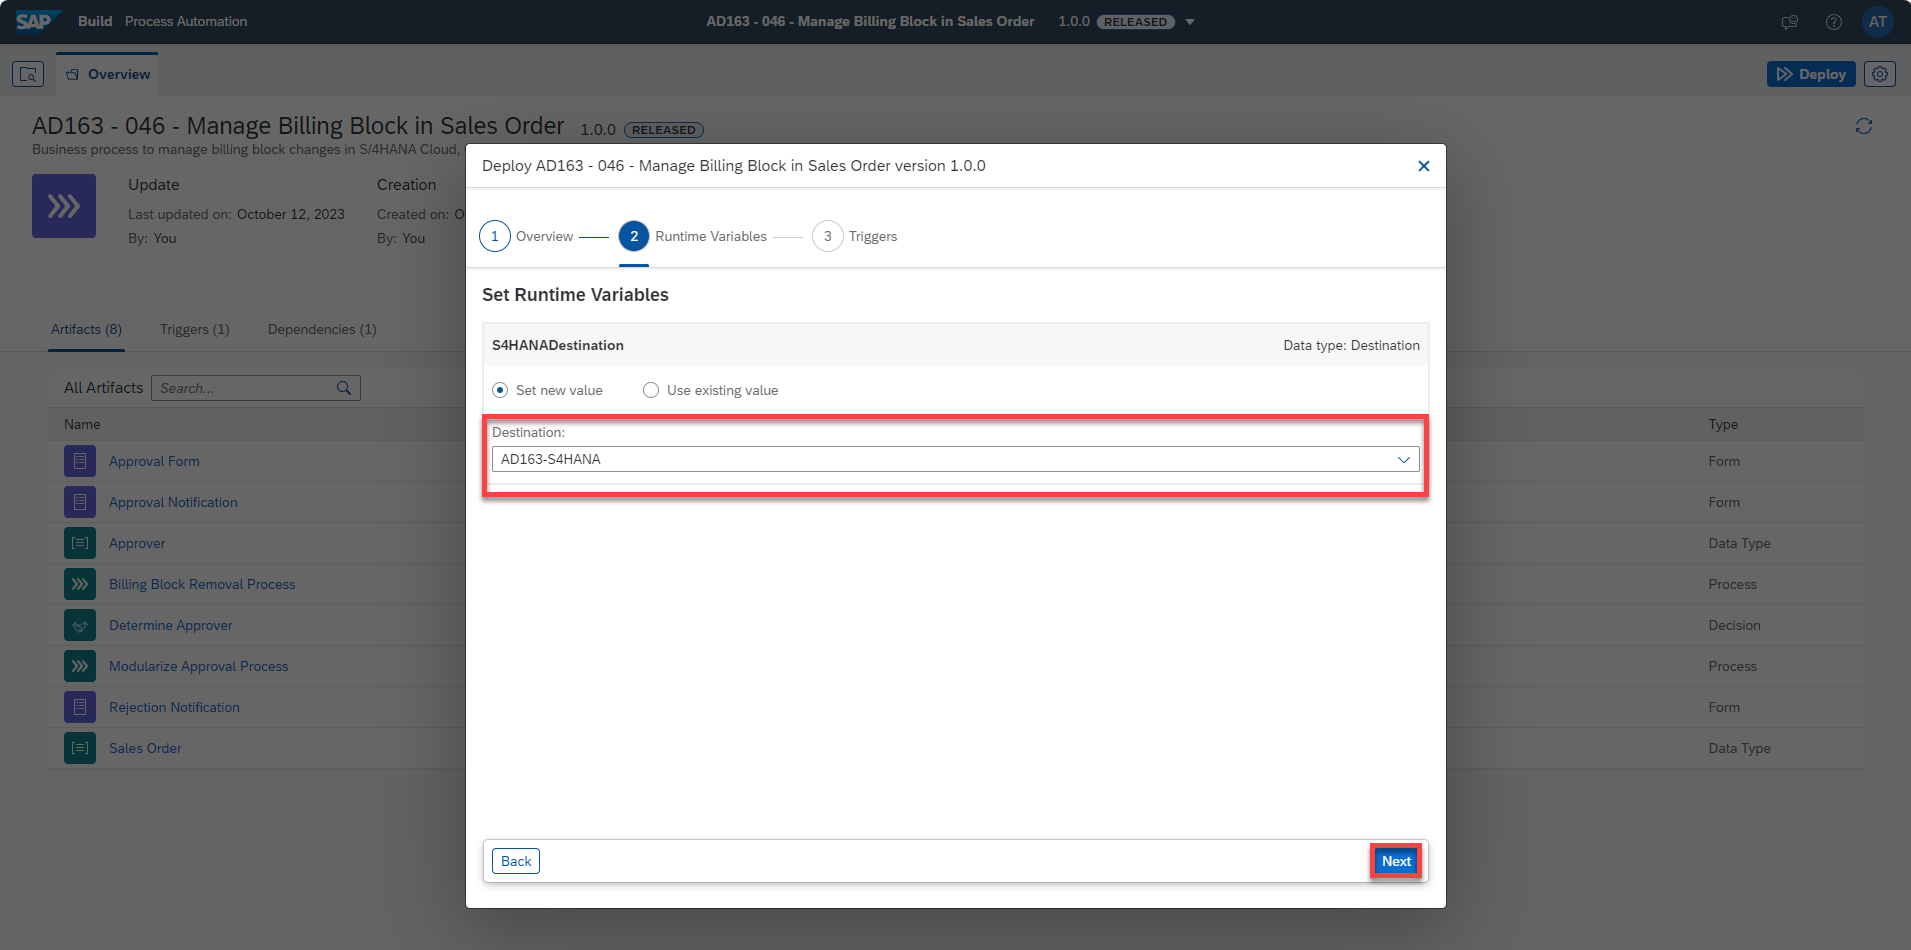 SAP Build Process Automation AD163 - 046 - Manage Billing Block in Sales Order 1.0.0 RELEASED AT
Overview Deploy
AD163 - 046 - Manage Billing Block in Sales Order 1.0.0 RELEASED
Business process to manage billing block changes in S/4HANA Cloud,
Update Creation
Last updated on: October 12, 2023 Created on: O
By: You By: You
Artifacts (8) Triggers (1) Dependencies (1)
All Artifacts Search...
Name Type
Approval Form Form
Approval Notification Form
Approver Data Type
Billing Block Removal Process Process
Determine Approver Decision
Modularize Approval Process Process
Rejection Notification Form
Sales Order Data Type
Deploy AD163 - 046 - Manage Billing Block in Sales Order version 1.0.0
1 Overview 2 Runtime Variables 3 Triggers
Set Runtime Variables
S4HANADestination Data type: Destination
Set new value Use existing value
Destination:
AD163-S4HANA
Back Next